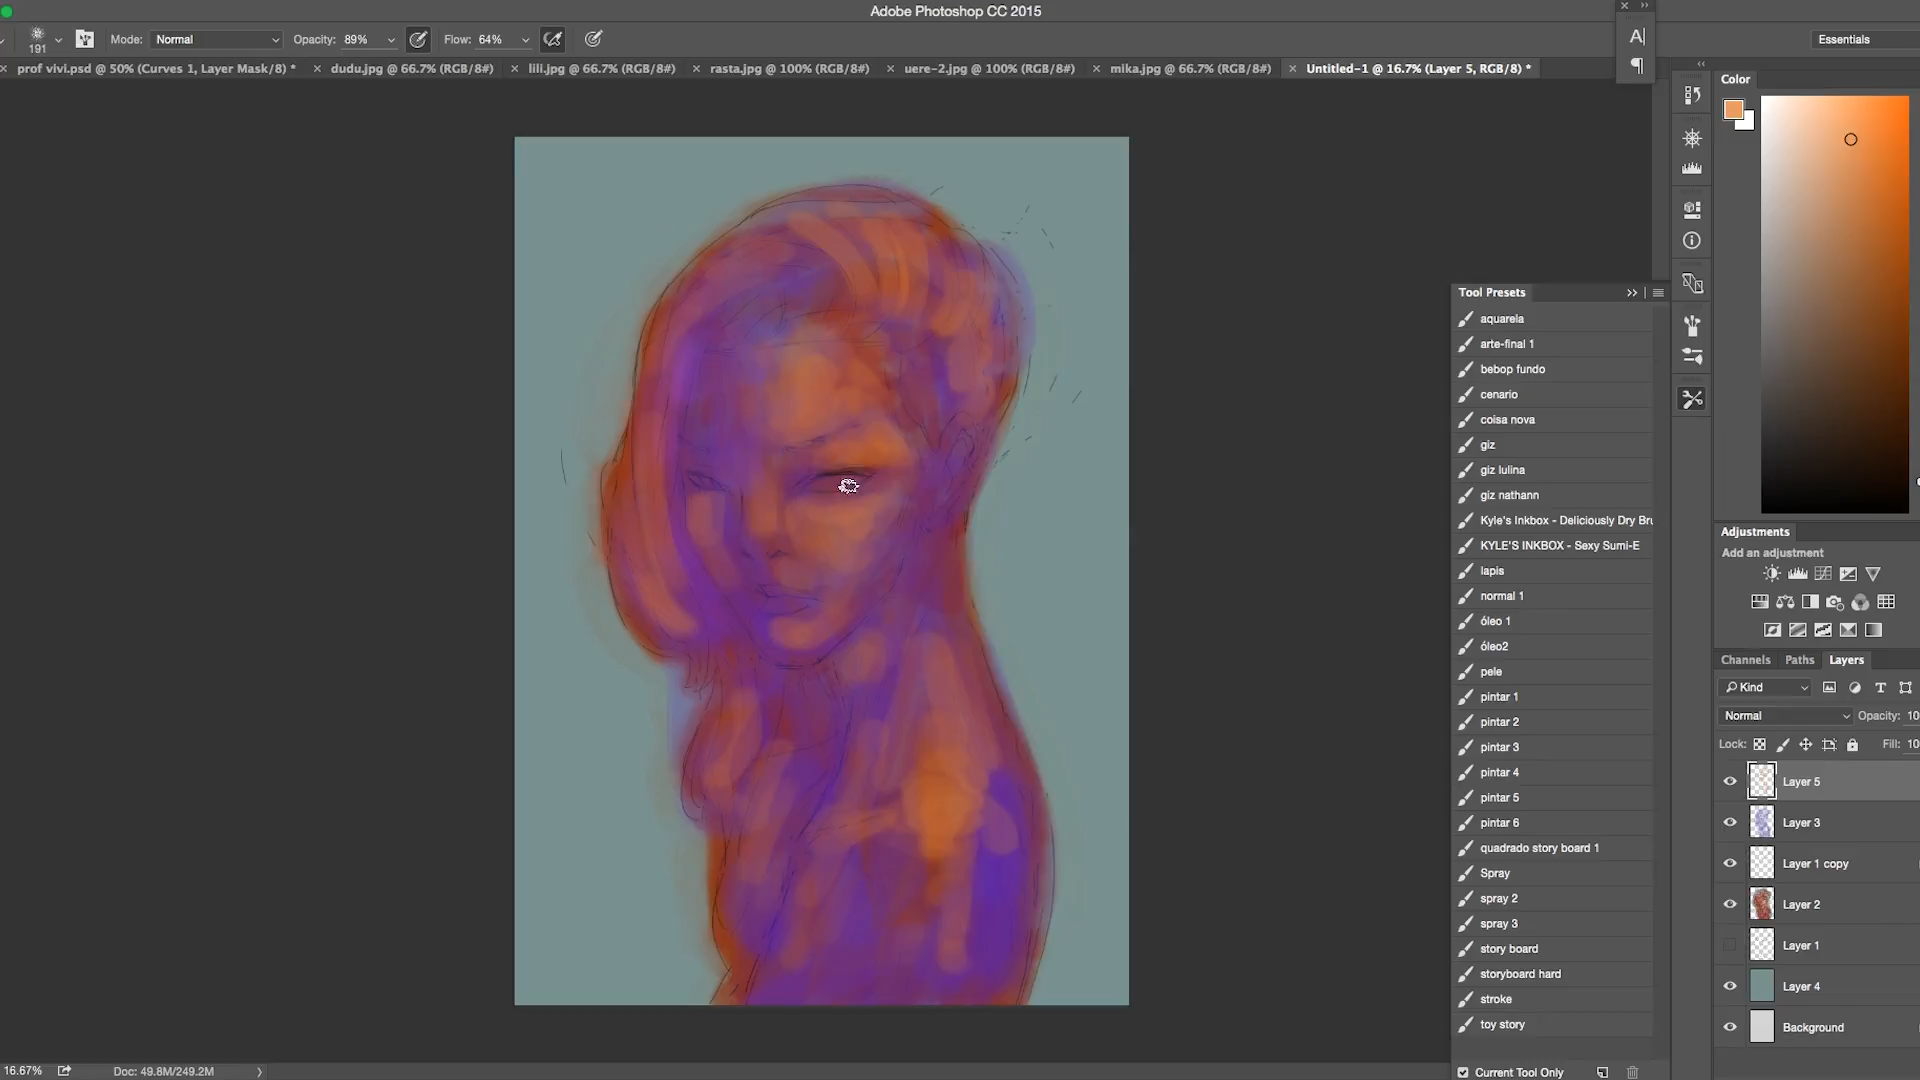 Adobe Photoshop CC 2015
191
Mode: Normal
Opacity: 89%
Flow: 64%
Essentials
prof vivi.psd @ 50% (Curves 1, Layer Mask/8) *
dudu.jpg @ 66.7% (RGB/8#)
lili.jpg @ 66.7% (RGB/8#)
rasta.jpg @ 100% (RGB/8#)
uere-2.jpg @ 100% (RGB/8#)
mika.jpg @ 66.7% (RGB/8#)
Untitled-1 @ 16.7% (Layer 5, RGB/8) *
Color
Tool Presets
aquarela
arte-final 1
bebop fundo
cenario
coisa nova
giz
giz lulina
giz nathann
Kyle's Inkbox - Deliciously Dry Bru
KYLE'S INKBOX - Sexy Sumi-E
lapis
normal 1
óleo 1
óleo2
pele
pintar 1
pintar 2
pintar 3
pintar 4
pintar 5
pintar 6
quadrado story board 1
Spray
spray 2
spray 3
story board
storyboard hard
stroke
toy story
Current Tool Only
Adjustments
Add an adjustment
Channels Paths Layers
Kind
Normal Opacity: 10
Lock: Fill: 10
Layer 5
Layer 3
Layer 1 copy
Layer 2
Layer 1
Layer 4
Background
16.67%
Doc: 49.8M/249.2M